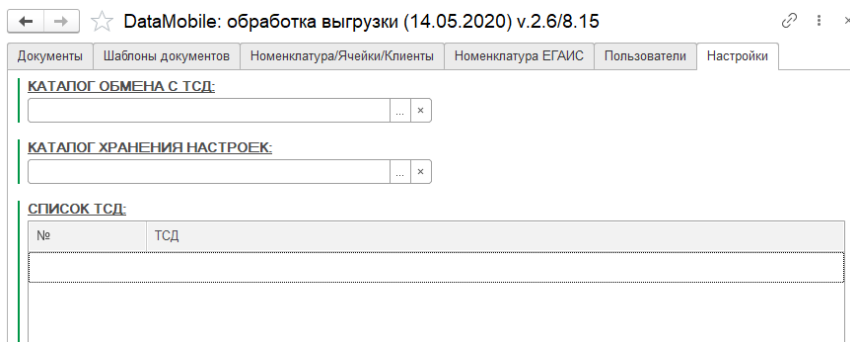 DataMobile: обработка выгрузки (14.05.2020) v.2.6/8.15
Документы Шаблоны документов Номенклатура/Ячейки/Клиенты Номенклатура ЕГАИС Пользователи Настройки
КАТАЛОГ ОБМЕНА С ТСД:
...
КАТАЛОГ ХРАНЕНИЯ НАСТРОЕК:
...
СПИСОК ТСД:
№ ТСД